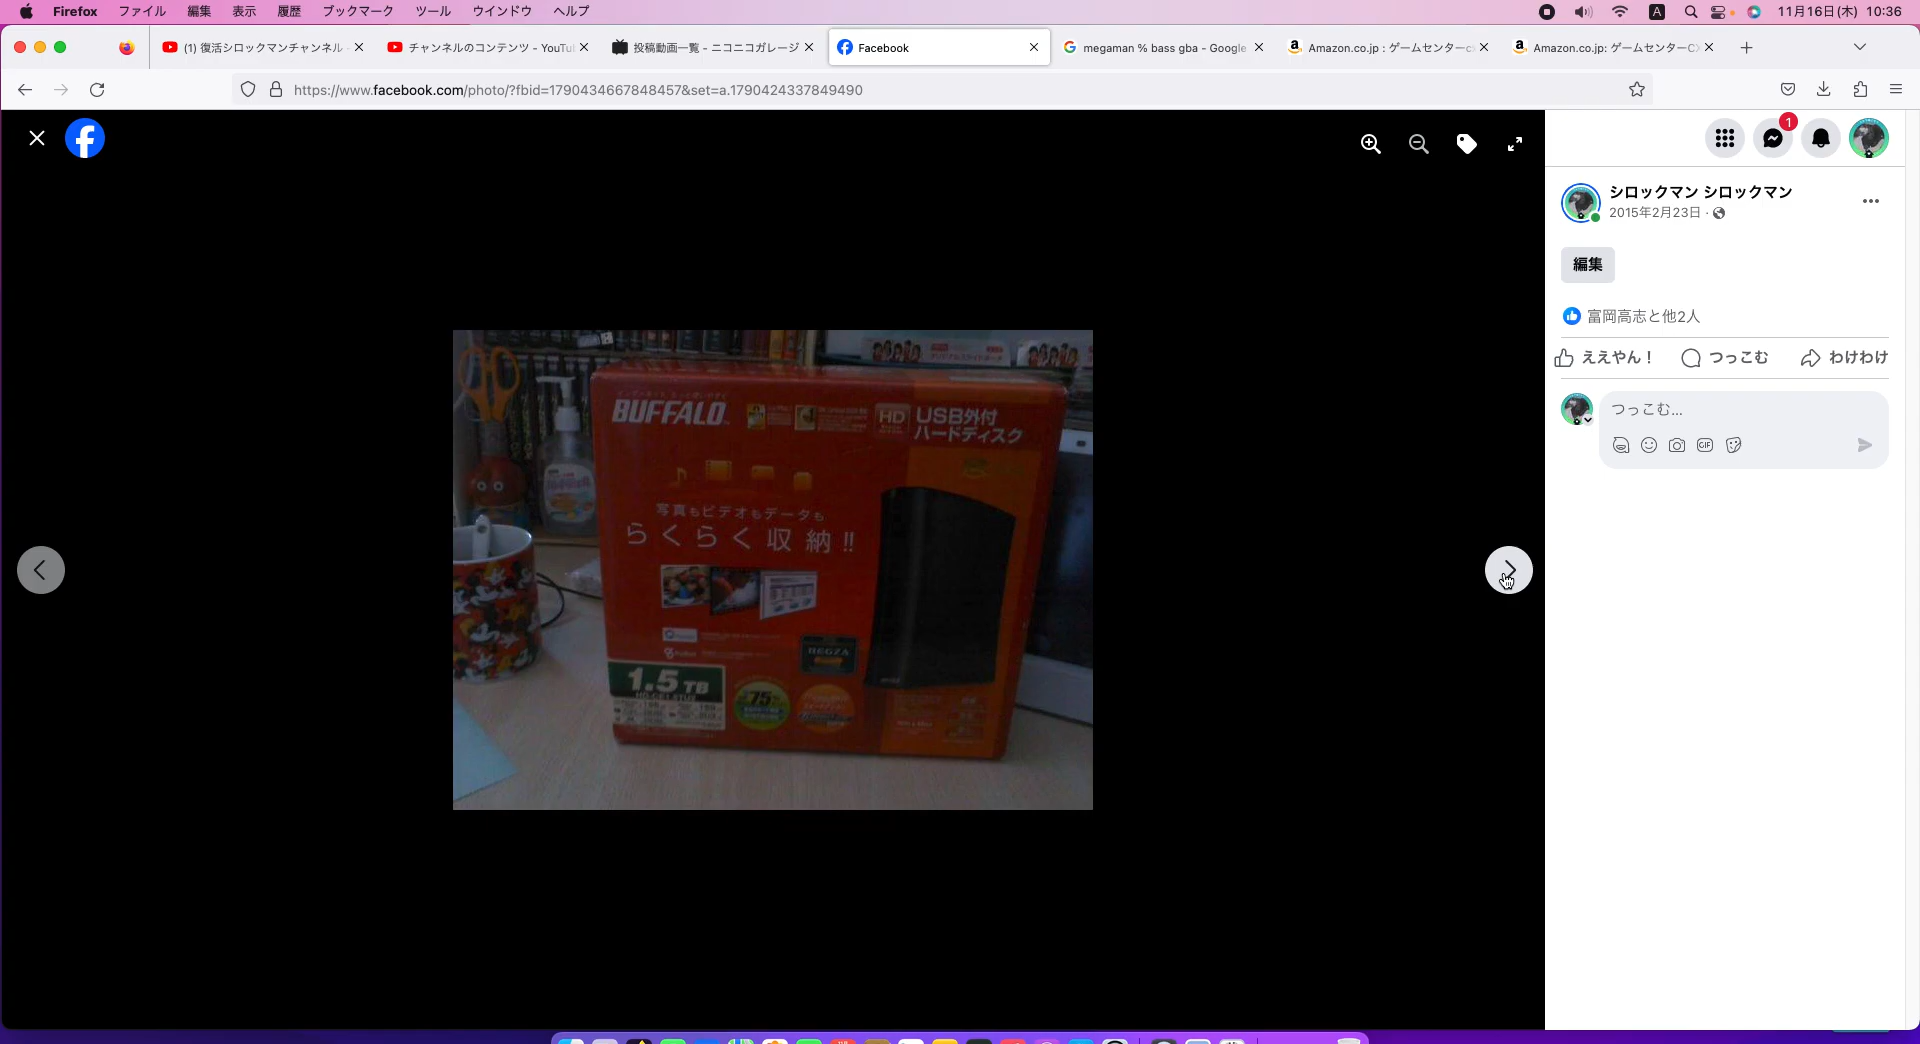 Firefox ファイル 編集 表示 履歴 ブックマーク ツール ウインドウ ヘルプ
A 11月16日(木) 10:36
(1) 復活シロックマンチャンネル
チャンネルのコンテンツ - YouTu
投稿動画一覧 - ニコニコガレージ
Facebook
megaman % bass gba - Google
Amazon.co.jp : ゲームセンターc
Amazon.co.jp: ゲームセンターC
https://www.facebook.com/photo/?fbid=1790434667848457&set=a.1790424337849490
1
シロックマン シロックマン
2015年2月23日 ·
編集
富岡高志と他2人
ええやん! つっこむ わけわけ
つっこむ...
GIF
BUFFALO
HD USB外付
ハードディスク
写真もビデオもデータも
らくらく収納!!
REGZA
1.5TB
75